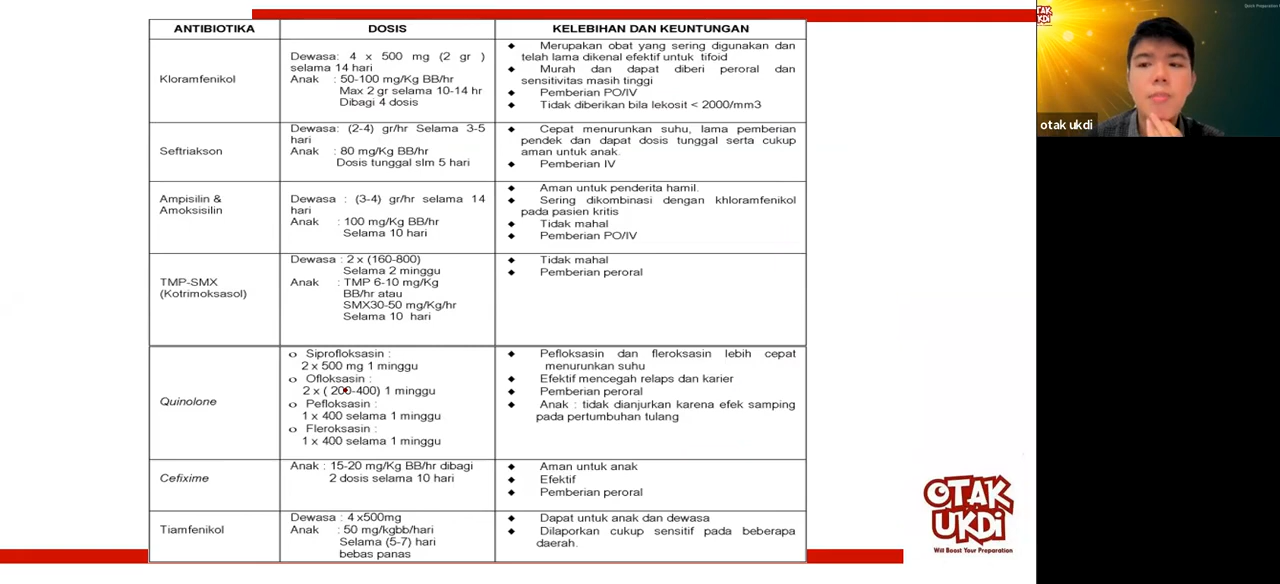 ANTIBIOTIKA
DOSIS
KELEBIHAN DAN KEUNTUNGAN
Kloramfenikol
Dewasa: 4 x 500 mg (2 gr )
selama 14 hari
Anak : 50-100 mg/Kg BB/hr
Max 2 gr selama 10-14 hr
Dibagi 4 dosis
◆ Merupakan obat yang sering digunakan dan
telah lama dikenal efektif untuk tifoid
◆ Murah dan dapat diberi peroral dan
sensitivitas masih tinggi
◆ Pemberian PO/IV
◆ Tidak diberikan bila lekosit < 2000/mm3
Seftriakson
Dewasa: (2-4) gr/hr Selama 3-5
hari
Anak : 80 mg/Kg BB/hr
Dosis tunggal slm 5 hari
◆ Cepat menurunkan suhu, lama pemberian
pendek dan dapat dosis tunggal serta cukup
aman untuk anak.
◆ Pemberian IV
Ampisilin &
Amoksisilin
Dewasa : (3-4) gr/hr selama 14
hari
Anak : 100 mg/Kg BB/hr
Selama 10 hari
◆ Aman untuk penderita hamil.
◆ Sering dikombinasi dengan khloramfenikol
pada pasien kritis
◆ Tidak mahal
◆ Pemberian PO/IV
TMP-SMX
(Kotrimoksasol)
Dewasa : 2 x (160-800)
Selama 2 minggu
Anak : TMP 6-10 mg/Kg
BB/hr atau
SMX30-50 mg/Kg/hr
Selama 10 hari
◆ Tidak mahal
◆ Pemberian peroral
Quinolone
o Siprofloksasin :
2 x 500 mg 1 minggu
o Ofloksasin :
2 x ( 200-400) 1 minggu
o Pefloksasin :
1 x 400 selama 1 minggu
o Fleroksasin :
1 x 400 selama 1 minggu
◆ Pefloksasin dan fleroksasin lebih cepat
menurunkan suhu
◆ Efektif mencegah relaps dan karier
◆ Pemberian peroral
◆ Anak : tidak dianjurkan karena efek samping
pada pertumbuhan tulang
Cefixime
Anak : 15-20 mg/Kg BB/hr dibagi
2 dosis selama 10 hari
◆ Aman untuk anak
◆ Efektif
◆ Pemberian peroral
Tiamfenikol
Dewasa : 4 x500mg
Anak : 50 mg/kgbb/hari
Selama (5-7) hari
bebas panas
◆ Dapat untuk anak dan dewasa
◆ Dilaporkan cukup sensitif pada beberapa
daerah.
OTAK
UKDI
otak ukdi
OTAK
UKDI
Will Boost Your Preparation